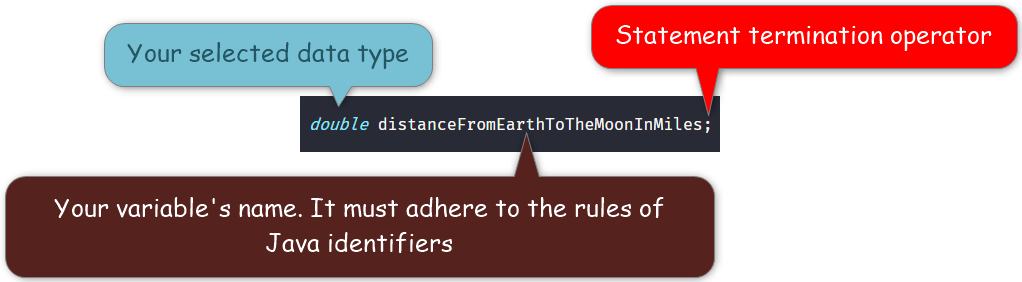 Your selected data type
Statement termination operator
double distanceFromEarthToTheMoonInMiles;
Your variable's name. It must adhere to the rules of
Java identifiers